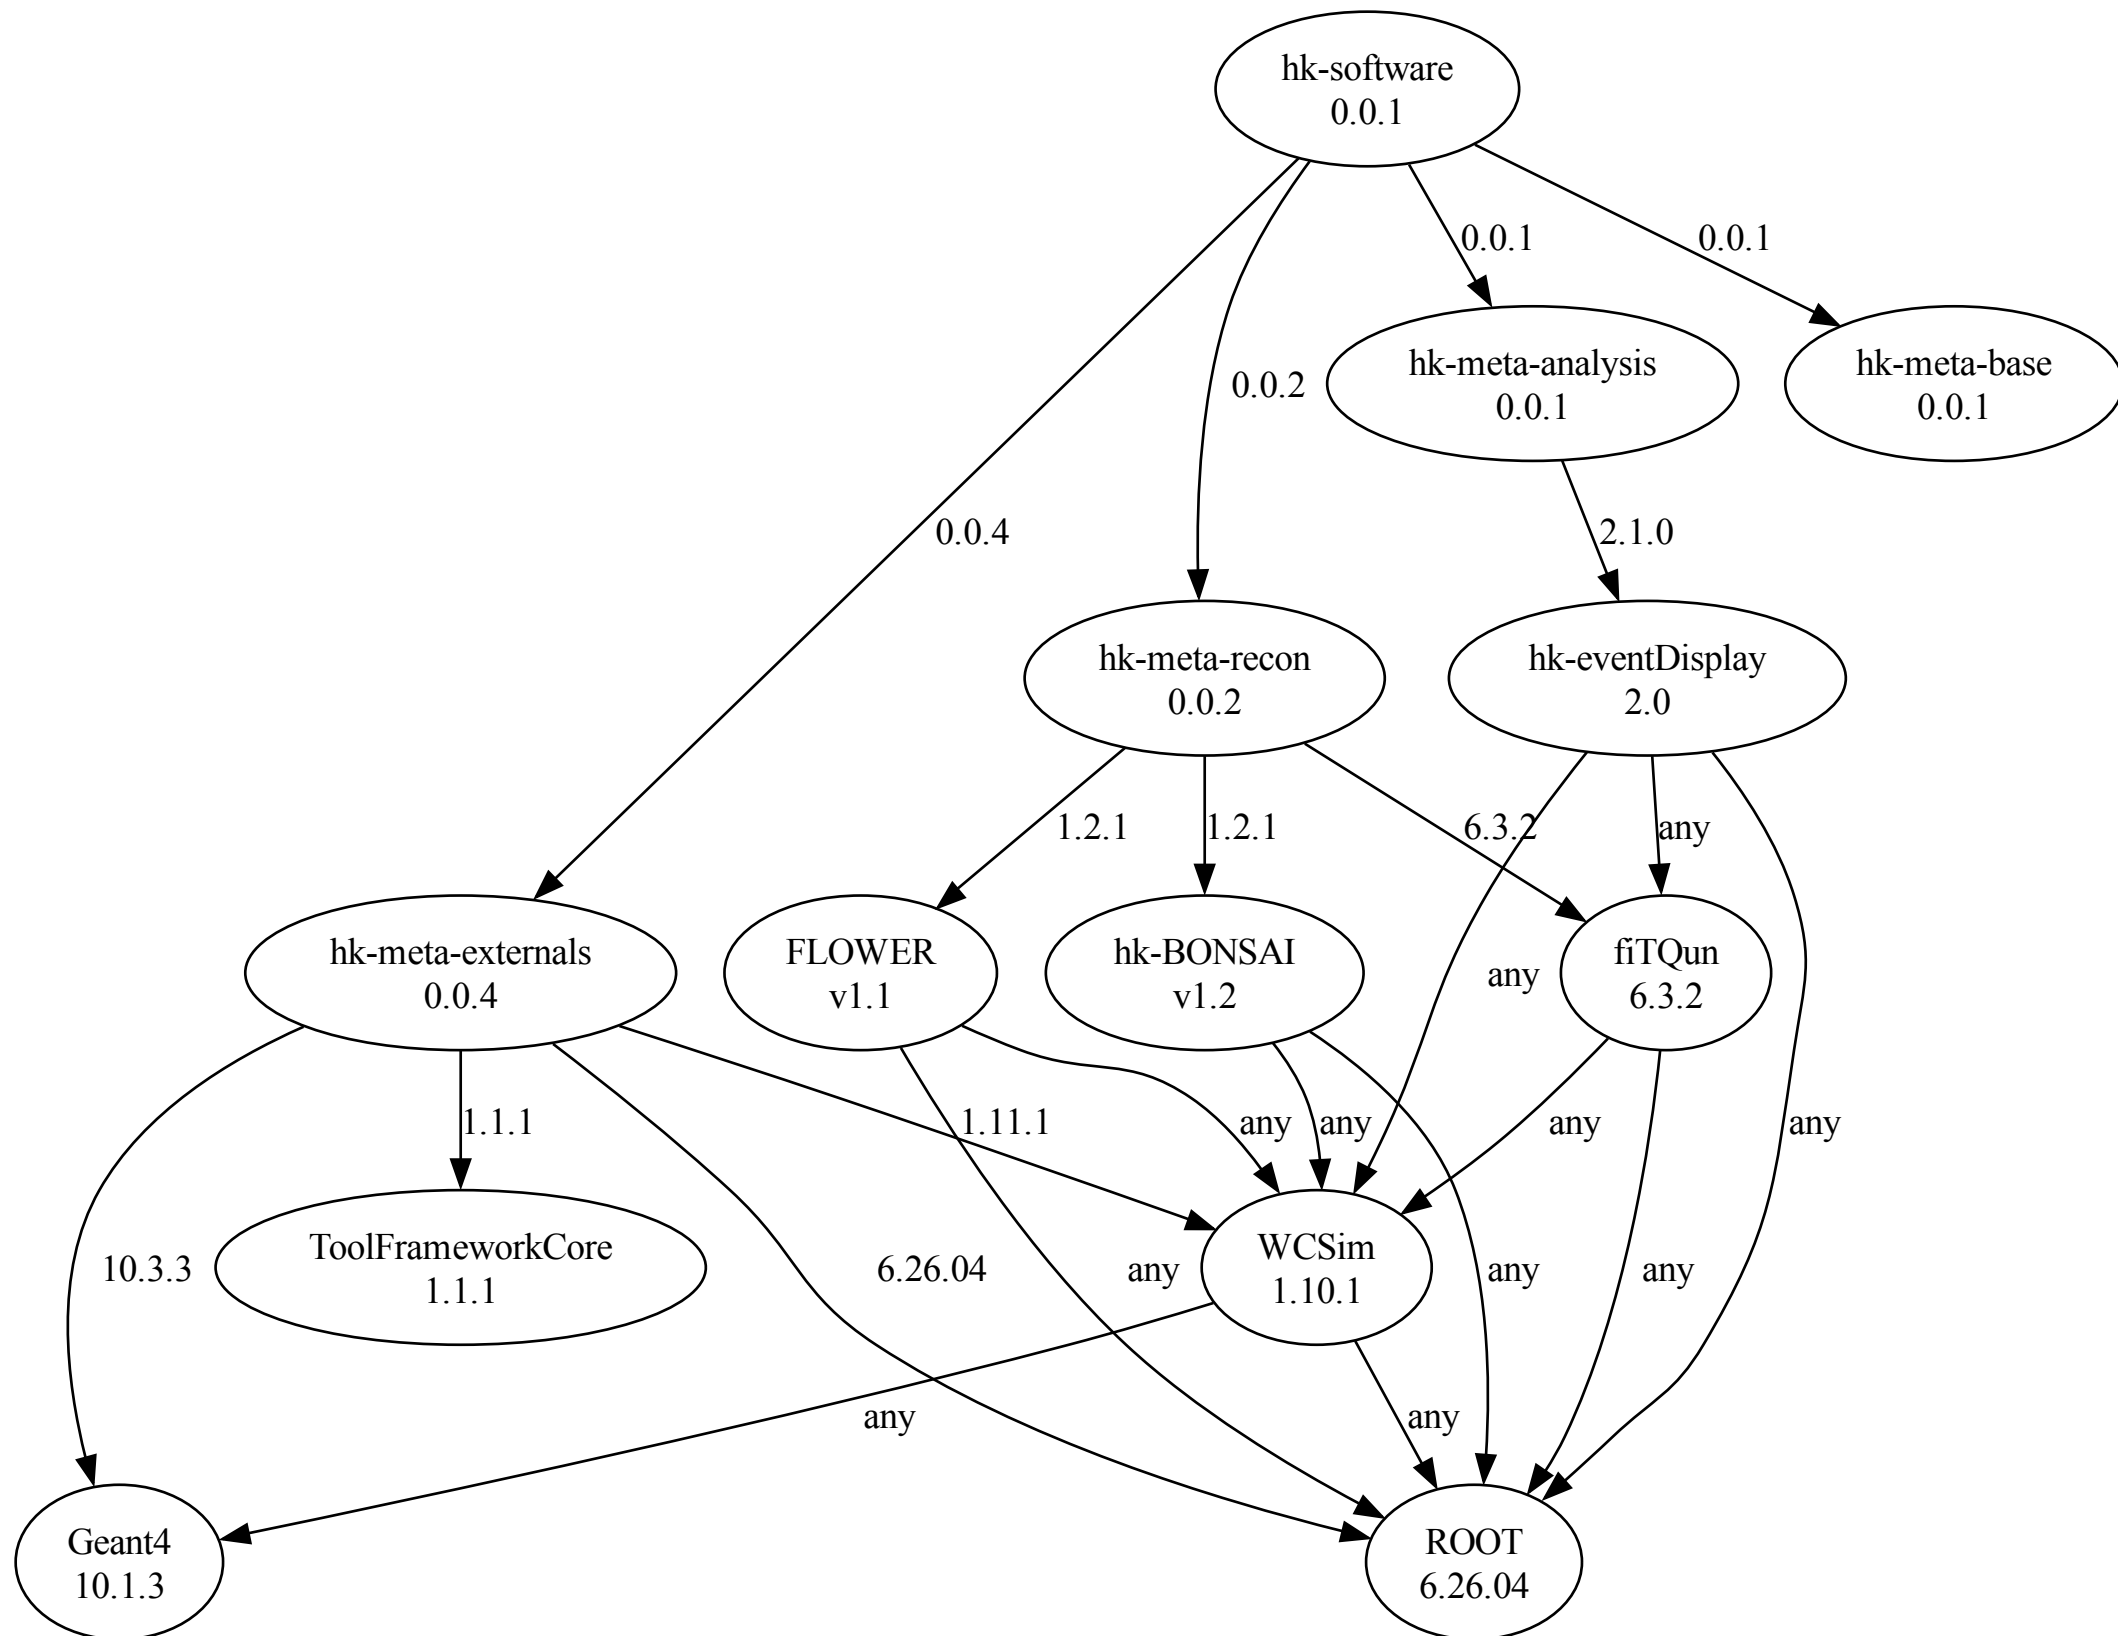 hk-software
0.0.1
0.0.1
0.0.1
hk-meta-analysis
0.0.1
hk-meta-base
0.0.1
0.0.2
0.0.4
2.1.0
hk-meta-recon
0.0.2
hk-eventDisplay
2.0
1.2.1
1.2.1
6.3.2
any
hk-meta-externals
0.0.4
FLOWER
v1.1
hk-BONSAI
v1.2
any
fiTQun
6.3.2
1.1.1
1.11.1
any
any
any
any
10.3.3
ToolFrameworkCore
1.1.1
6.26.04
any
WCSim
1.10.1
any
any
any
any
Geant4
10.1.3
ROOT
6.26.04